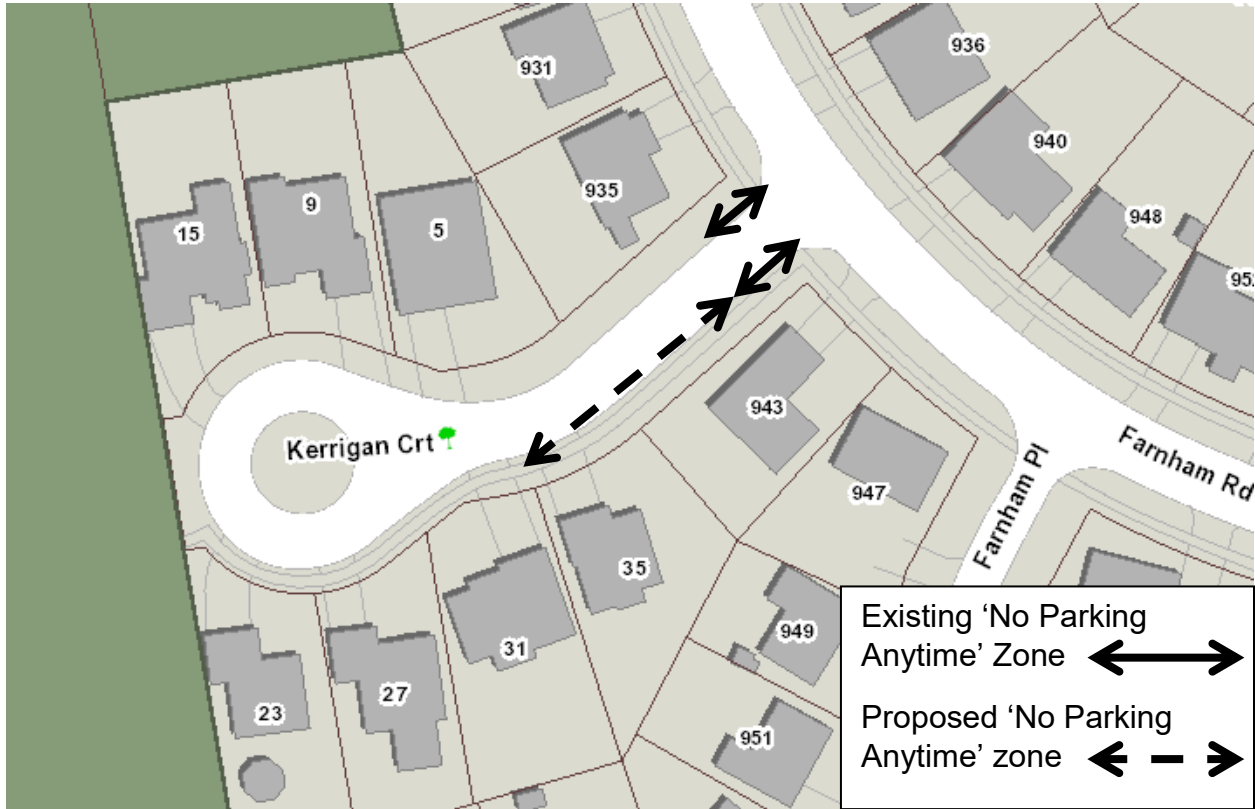 931
936
940
935
948
9
5
15
952
Kerrigan Crt
943
947
Farnham Rd
Farnham Pl
35
31
949
27
23
951
Existing ‘No Parking
Anytime’ Zone
Proposed ‘No Parking
Anytime’ zone